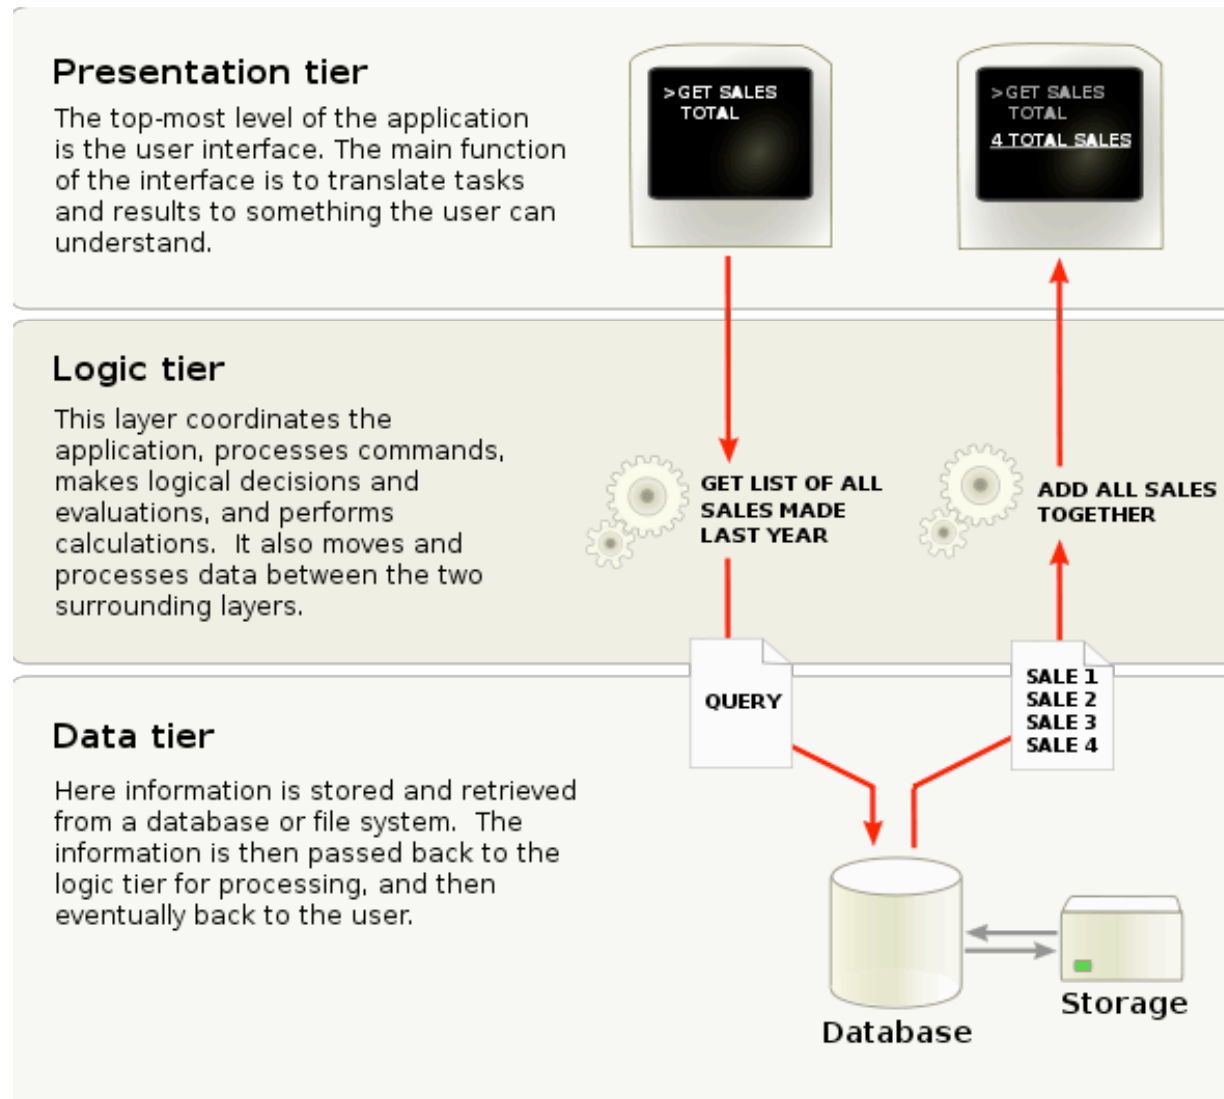 Presentation tier
The top-most level of the application
is the user interface. The main function
of the interface is to translate tasks
and results to something the user can
understand.
>GET SALES
TOTAL
>GET SALES
TOTAL
4 TOTAL SALES
Logic tier
This layer coordinates the
application, processes commands,
makes logical decisions and
evaluations, and performs
calculations.  It also moves and
processes data between the two
surrounding layers.
GET LIST OF ALL
SALES MADE
LAST YEAR
ADD ALL SALES
TOGETHER
QUERY
SALE 1
SALE 2
SALE 3
SALE 4
Data tier
Here information is stored and retrieved
from a database or file system.  The
information is then passed back to the
logic tier for processing, and then
eventually back to the user.
Database
Storage